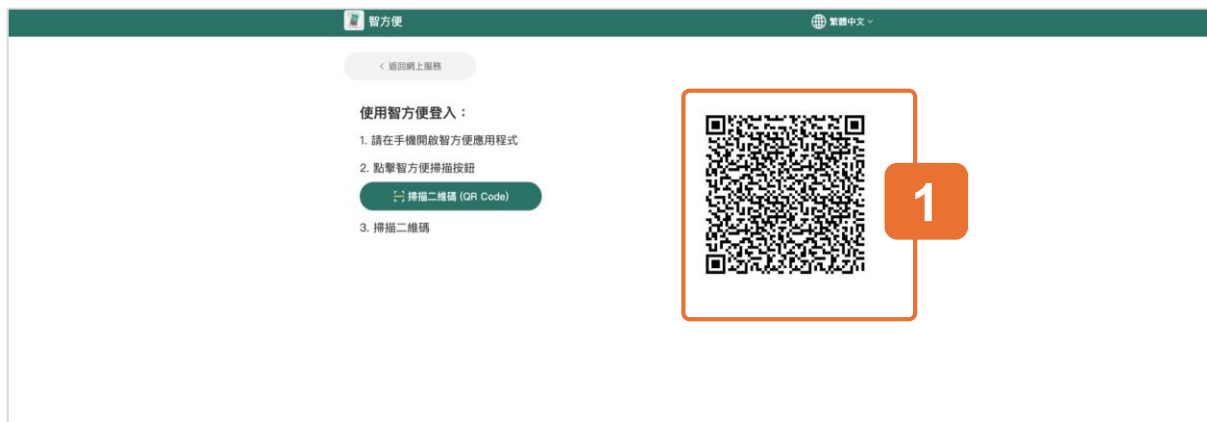 智方便
繁體中文
< 返回網上服務
使用智方便登入：
1. 請在手機開啟智方便應用程式
2. 點擊智方便掃描按鈕
掃描二維碼 (QR Code)
3. 掃描二維碼
1